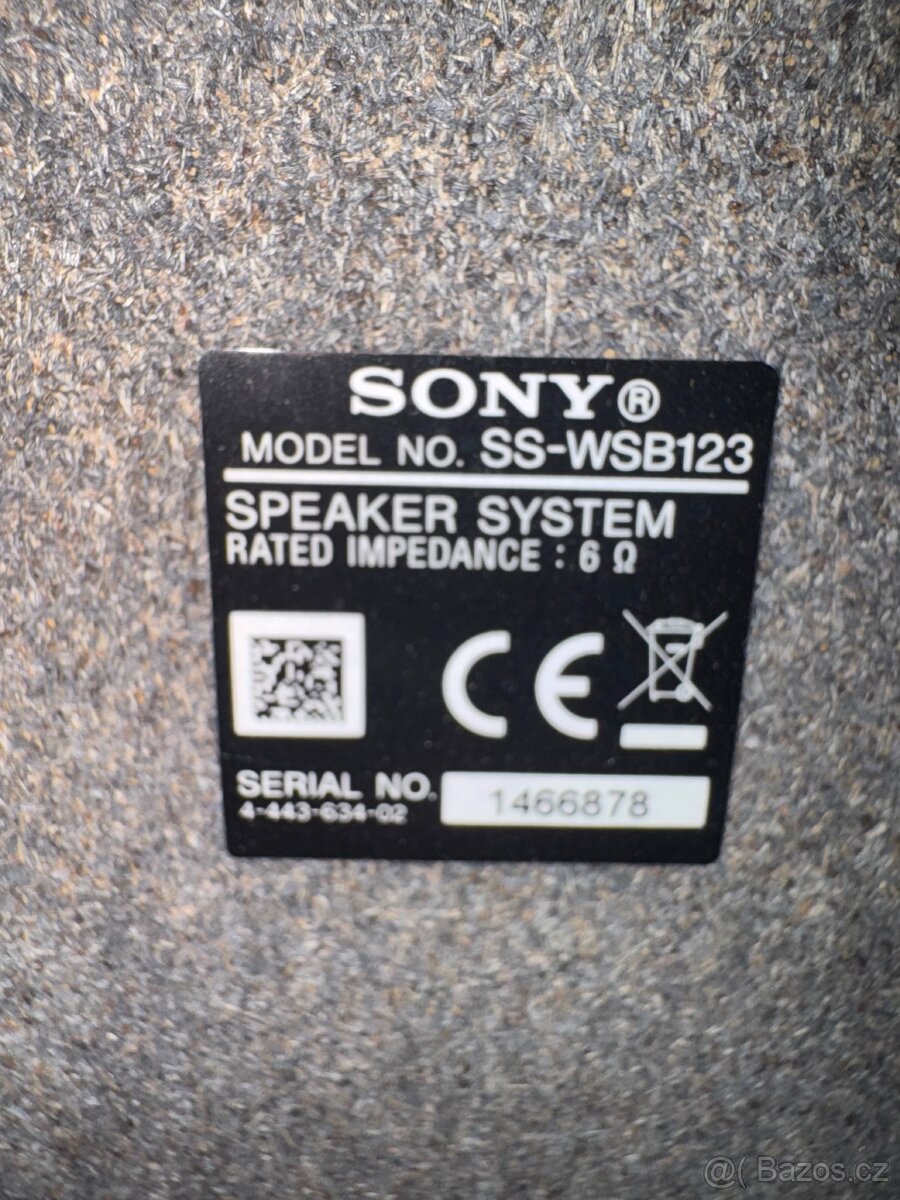 SONY®
MODEL NO. SS-WSB123
SPEAKER SYSTEM
RATED IMPEDANCE : 6 Ω
CE
SERIAL NO.
4-443-634-02
1466878
@( Bazos.cz